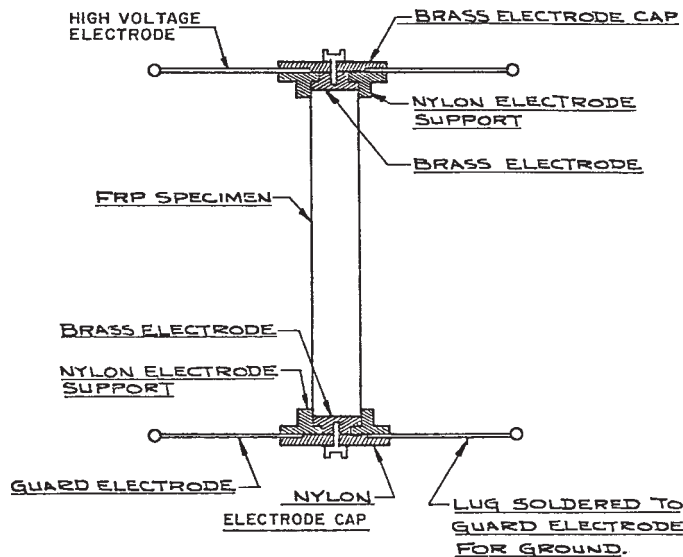 HIGH VOLTAGE
ELECTRODE
BRASS ELECTRODE CAP
NYLON ELECTRODE
SUPPORT
BRASS ELECTRODE
FRP SPECIMEN
BRASS ELECTRODE
NYLON ELECTRODE
SUPPORT
GUARD ELECTRODE
NYLON
ELECTRODE CAP
LUG SOLDERED TO
GUARD ELECTRODE
FOR GROUND.